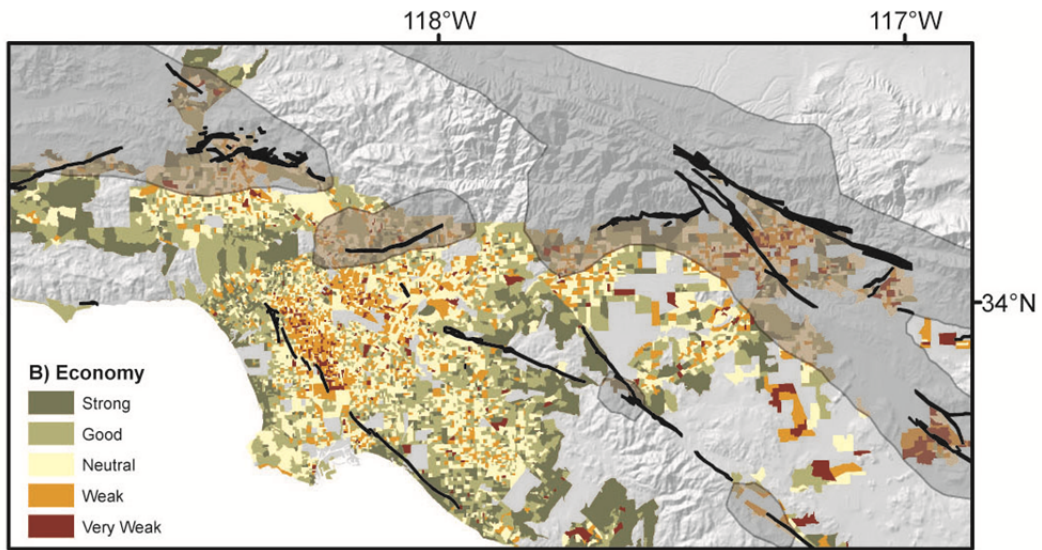 118°W
117°W
34°N
B) Economy
Strong
Good
Neutral
Weak
Very Weak